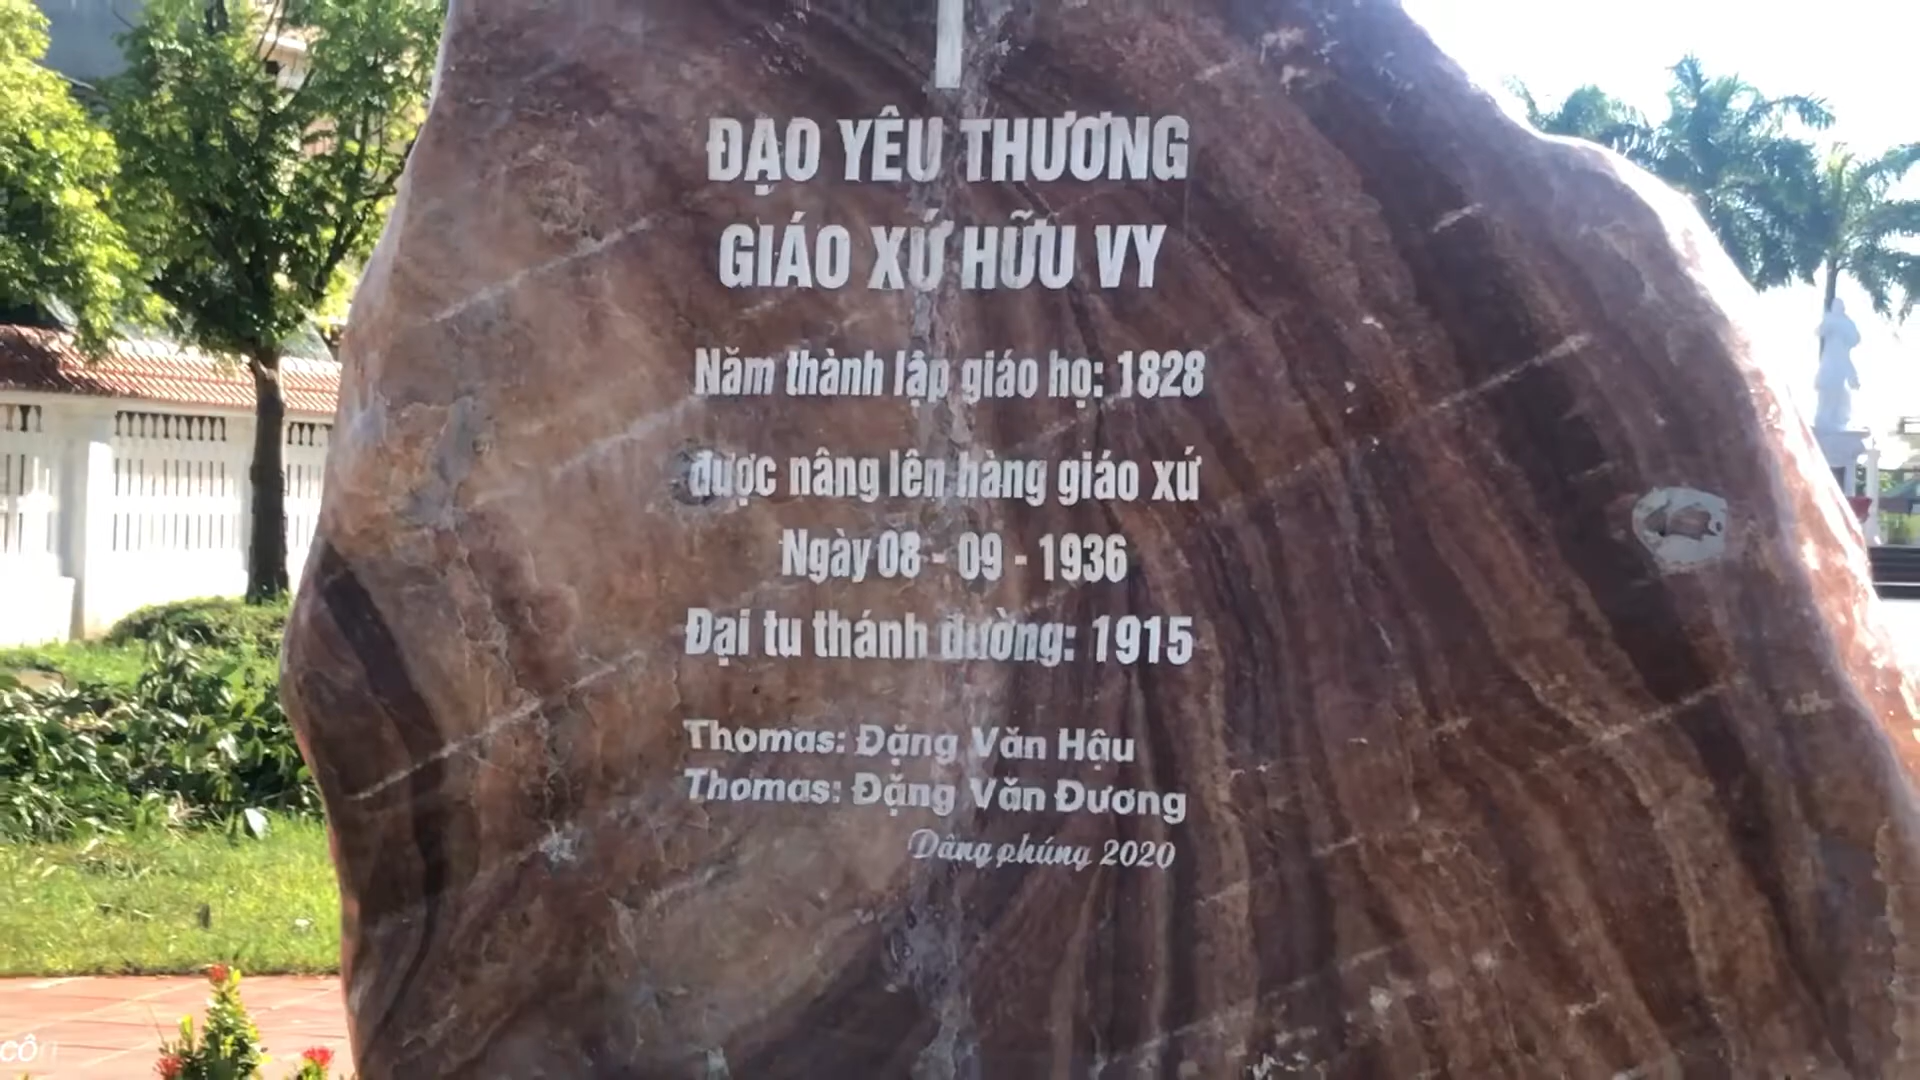 ĐẠO YÊU THƯƠNG
GIÁO XỨ HỮU VY
Năm thành lập giáo họ: 1828
được nâng lên hàng giáo xứ
Ngày 08 - 09 - 1936
Đại tu thánh đường: 1915
Thomas: Đặng Văn Hậu
Thomas: Đặng Văn Đương
Dâng phúng 2020